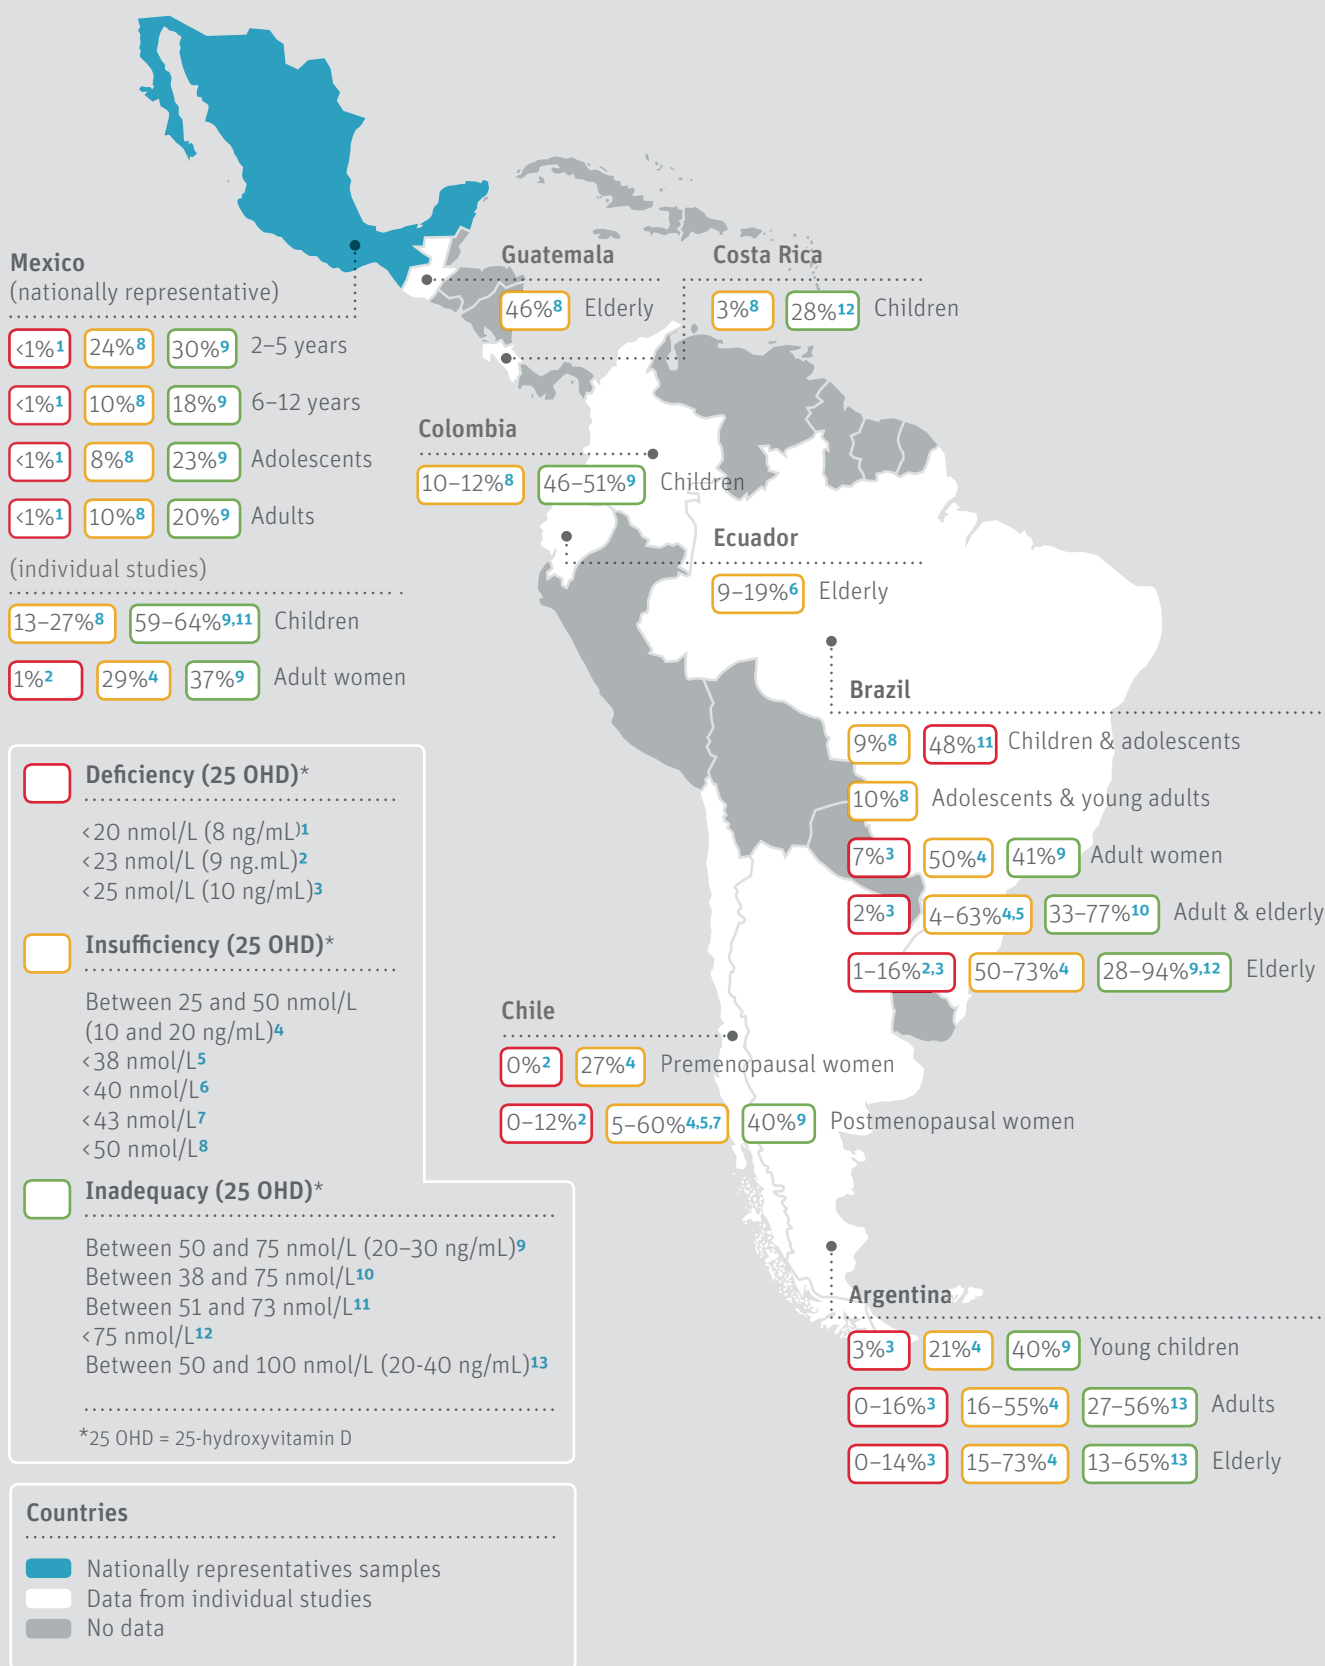 Mexico
(nationally representative)
<1%1 24%8 30%9 2–5 years
<1%1 10%8 18%9 6–12 years
<1%1 8%8 23%9 Adolescents
<1%1 10%8 20%9 Adults
(individual studies)
13–27%8 59–64%9,11 Children
1%2 29%4 37%9 Adult women
Guatemala
46%8 Elderly
Costa Rica
3%8 28%12 Children
Colombia
10–12%8 46–51%9 Children
Ecuador
9–19%6 Elderly
Brazil
9%8 48%11 Children & adolescents
10%8 Adolescents & young adults
7%3 50%4 41%9 Adult women
2%3 4–63%4,5 33–77%10 Adult & elderly
1–16%2,3 50–73%4 28–94%9,12 Elderly
Chile
0%2 27%4 Premenopausal women
0–12%2 5–60%4,5,7 40%9 Postmenopausal women
Argentina
3%3 21%4 40%9 Young children
0–16%3 16–55%4 27–56%13 Adults
0–14%3 15–73%4 13–65%13 Elderly
Deficiency (25 OHD)*
<20 nmol/L (8 ng/mL)1
<23 nmol/L (9 ng.mL)2
<25 nmol/L (10 ng/mL)3
Insufficiency (25 OHD)*
Between 25 and 50 nmol/L
(10 and 20 ng/mL)4
<38 nmol/L5
<40 nmol/L6
<43 nmol/L7
<50 nmol/L8
Inadequacy (25 OHD)*
Between 50 and 75 nmol/L (20–30 ng/mL)9
Between 38 and 75 nmol/L10
Between 51 and 73 nmol/L11
<75 nmol/L12
Between 50 and 100 nmol/L (20-40 ng/mL)13
*25 OHD = 25-hydroxyvitamin D
Countries
Nationally representatives samples
Data from individual studies
No data